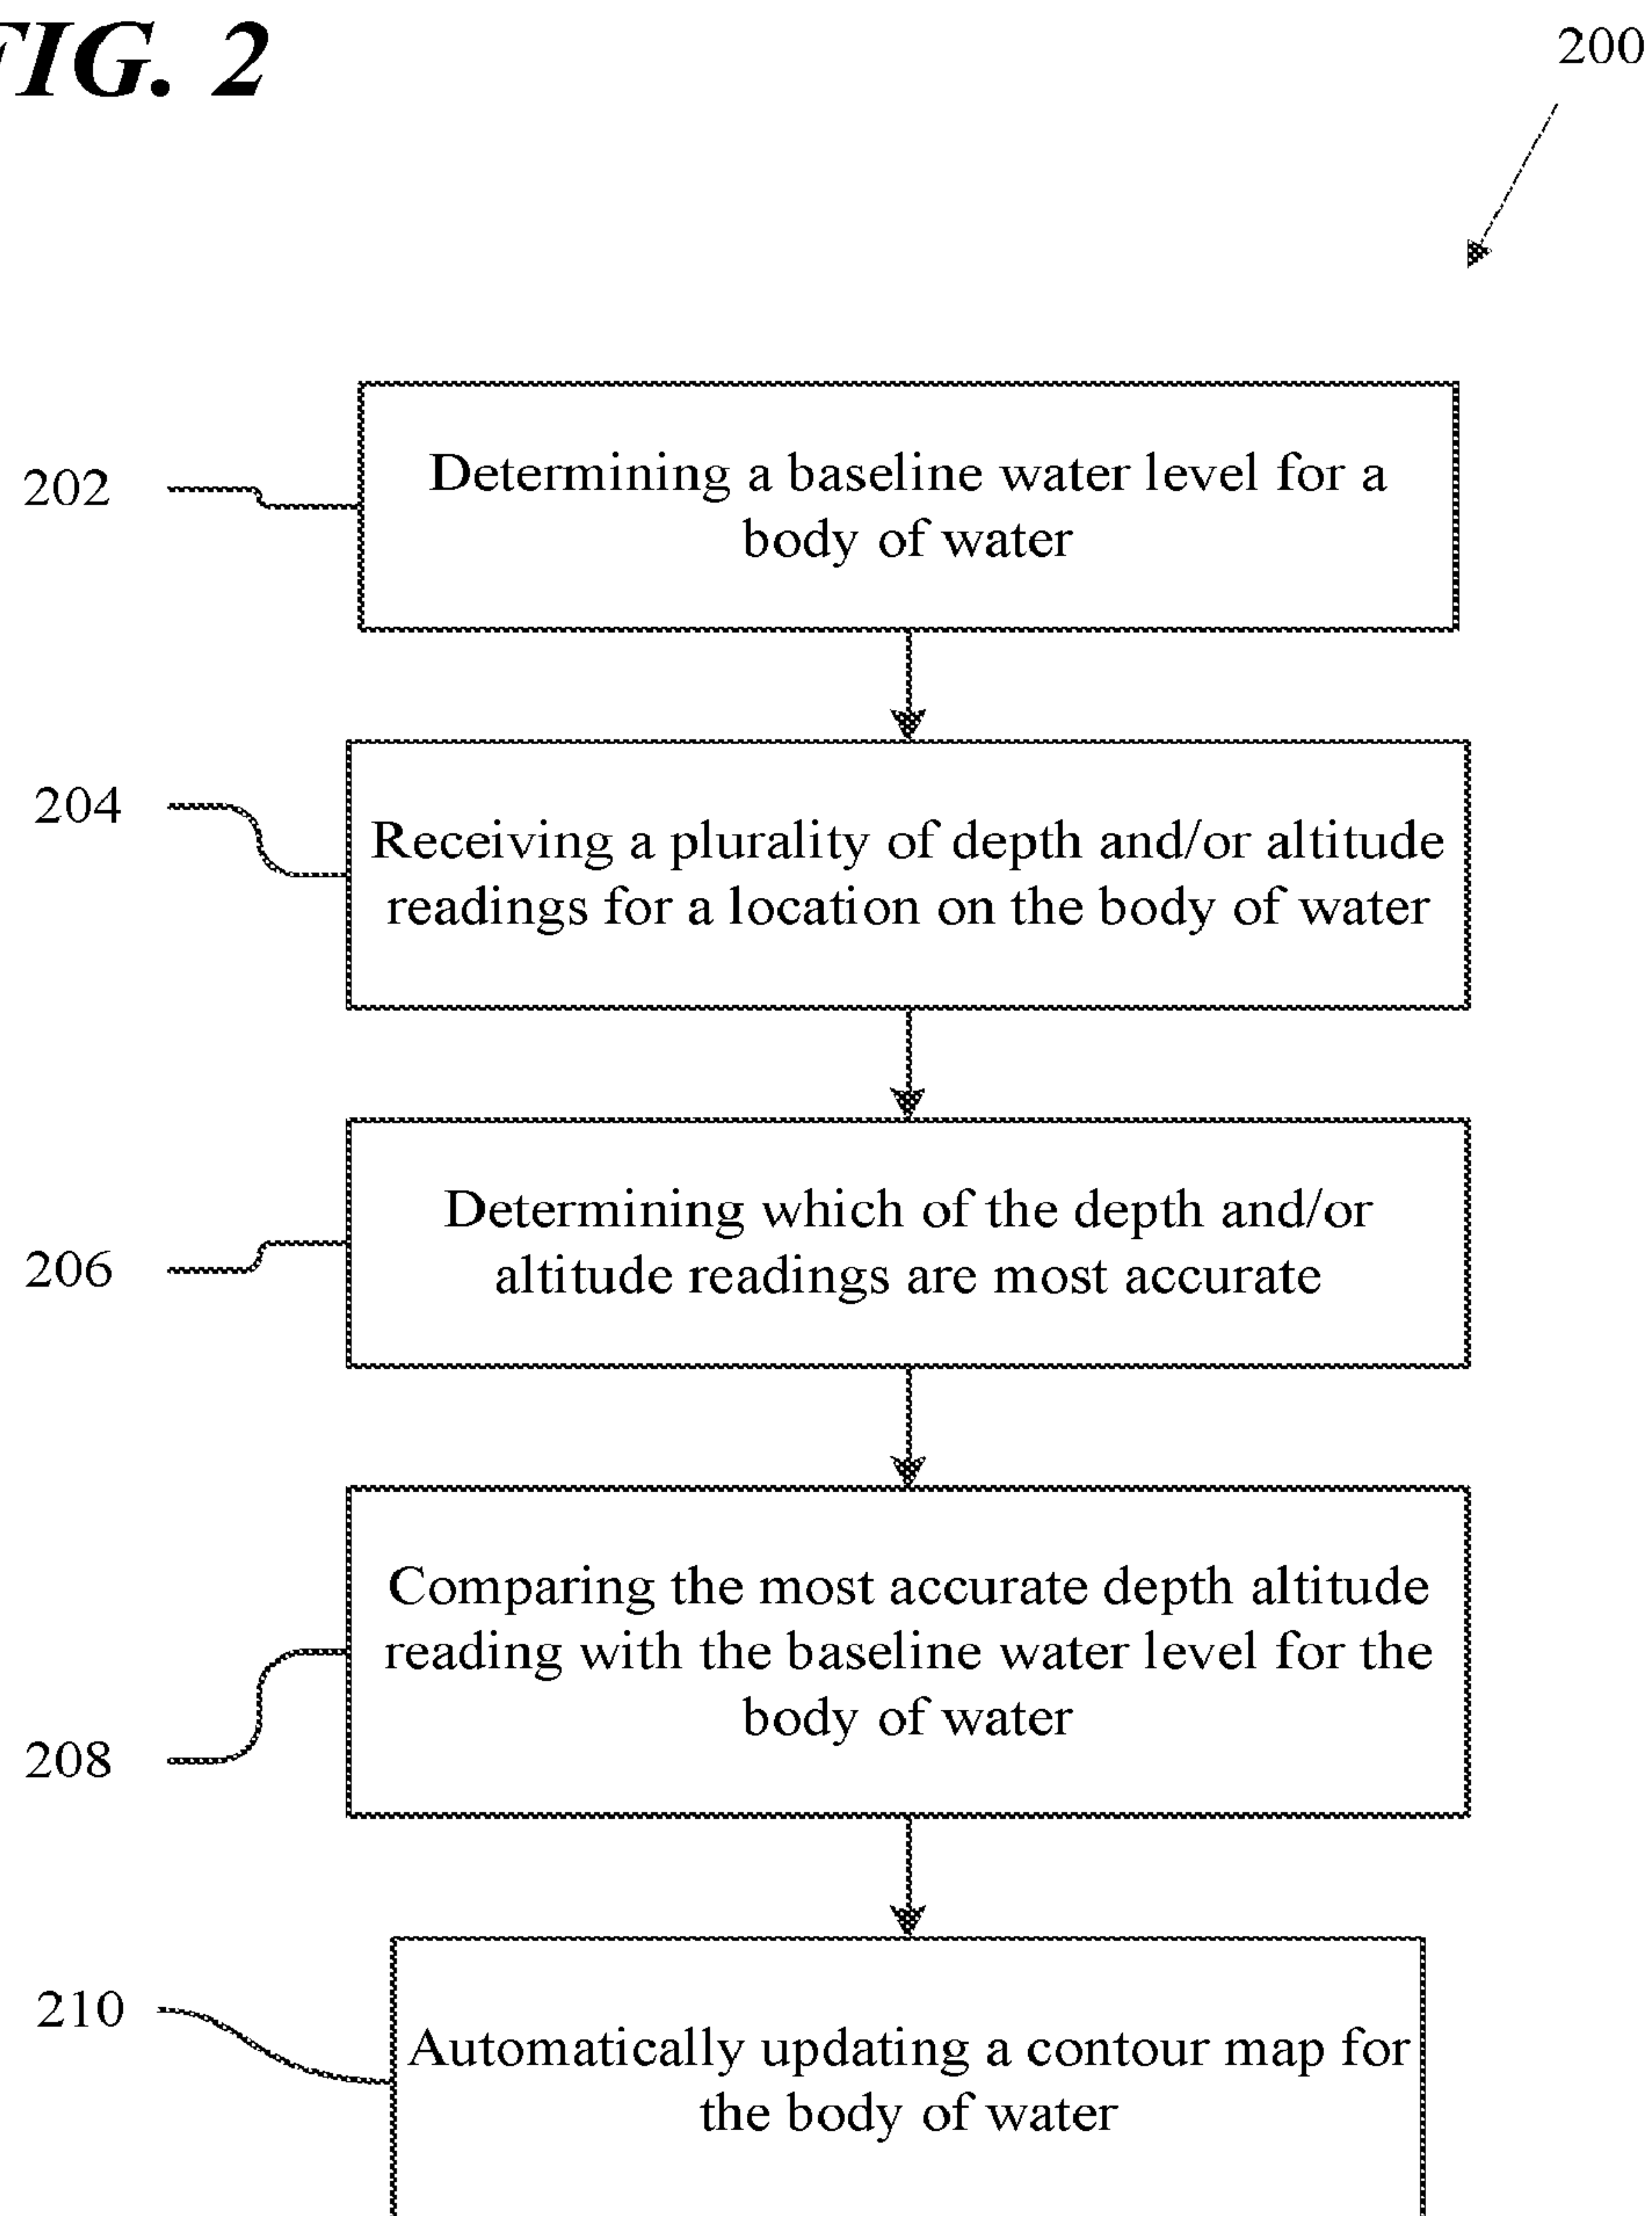 FIG. 2
200
202
Determining a baseline water level for a
body of water
204
Receiving a plurality of depth and/or altitude
readings for a location on the body of water
206
Determining which of the depth and/or
altitude readings are most accurate
208
Comparing the most accurate depth altitude
reading with the baseline water level for the
body of water
210
Automatically updating a contour map for
the body of water